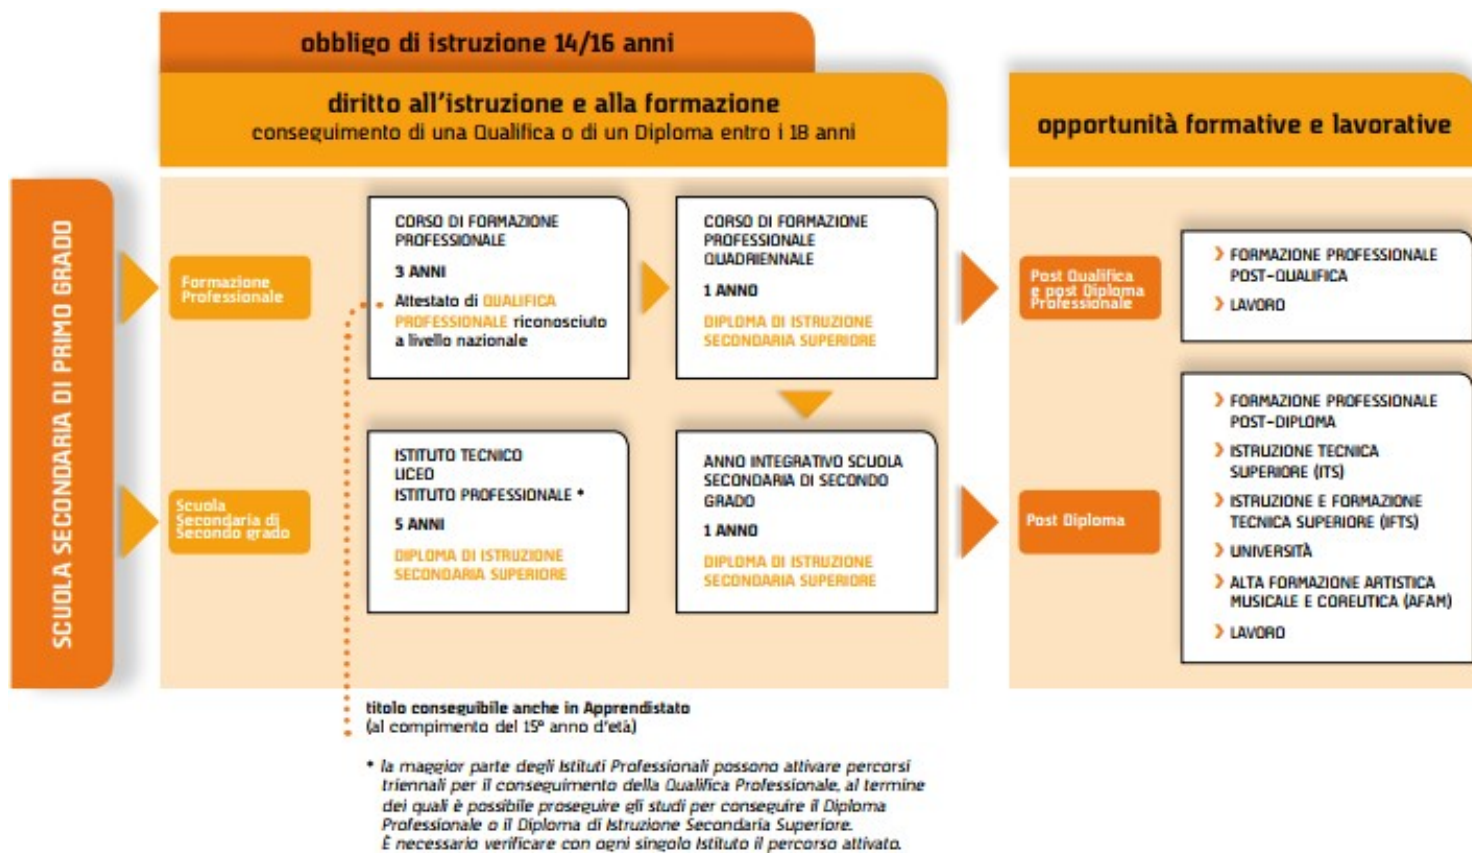 obbligo di istruzione 14/16 anni
diritto all'istruzione e alla formazione
conseguimento di una Qualifica o di un Diploma entro i 18 anni
opportunità formative e lavorative
SCUOLA SECONDARIA DI PRIMO GRADO
Formazione
Professionale
CORSO DI FORMAZIONE
PROFESSIONALE
3 ANNI
Attestato di QUALIFICA
PROFESSIONALE riconosciuto
a livello nazionale
CORSO DI FORMAZIONE
PROFESSIONALE
QUADRIENNALE
1 ANNO
DIPLOMA DI ISTRUZIONE
SECONDARIA SUPERIORE
Post Qualifica
e post Diploma
Professionale
> FORMAZIONE PROFESSIONALE
POST-QUALIFICA
> LAVORO
Scuola
Secondaria di
Secondo grado
ISTITUTO TECNICO
LICEO
ISTITUTO PROFESSIONALE *
5 ANNI
DIPLOMA DI ISTRUZIONE
SECONDARIA SUPERIORE
ANNO INTEGRATIVO SCUOLA
SECONDARIA DI SECONDO
GRADO
1 ANNO
DIPLOMA DI ISTRUZIONE
SECONDARIA SUPERIORE
Post Diploma
> FORMAZIONE PROFESSIONALE
POST-DIPLOMA
> ISTRUZIONE TECNICA
SUPERIORE (ITS)
> ISTRUZIONE E FORMAZIONE
TECNICA SUPERIORE (IFTS)
> UNIVERSITÀ
> ALTA FORMAZIONE ARTISTICA
MUSICALE E COREUTICA (AFAM)
> LAVORO
titolo conseguibile anche in Apprendistato
(al compimento del 15° anno d'età)
* la maggior parte degli Istituti Professionali possono attivare percorsi
triennali per il conseguimento della Qualifica Professionale, al termine
dei quali è possibile proseguire gli studi per conseguire il Diploma
Professionale o il Diploma di Istruzione Secondaria Superiore.
È necessario verificare con ogni singolo Istituto il percorso attivato.